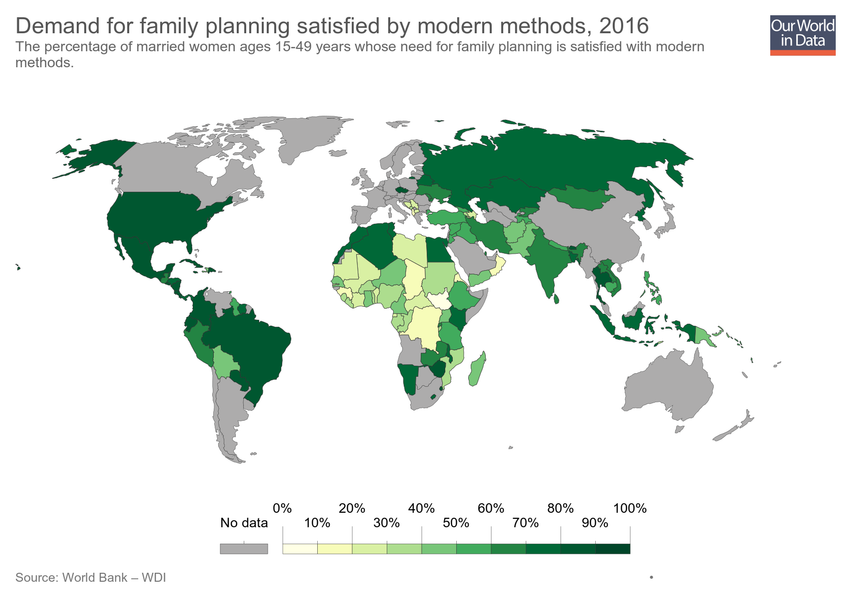 Demand for family planning satisfied by modern methods, 2016
The percentage of married women ages 15-49 years whose need for family planning is satisfied with modern
methods.
Our World
in Data
0% 20% 40% 60% 80% 100%
No data 10% 30% 50% 70% 90%
Source: World Bank – WDI